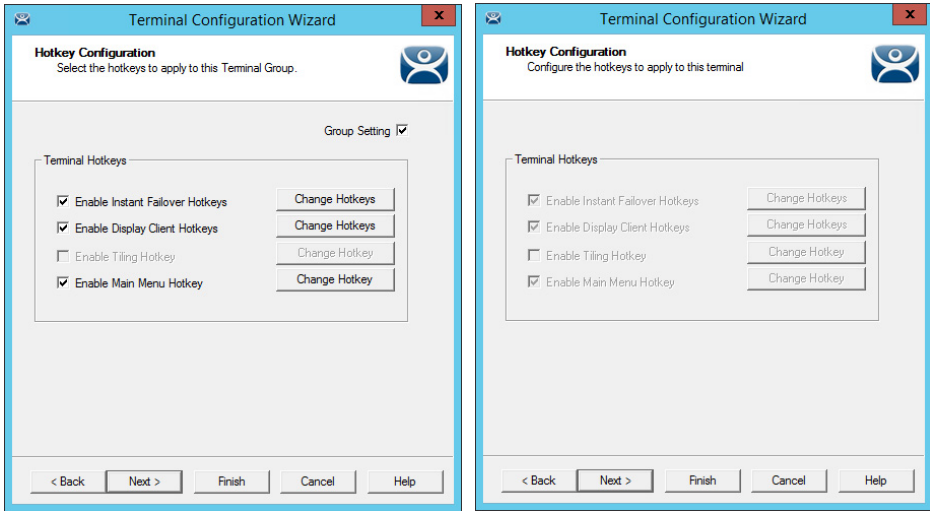 Terminal Configuration Wizard
x
Hotkey Configuration
Select the hotkeys to apply to this Terminal Group.
Group Setting
Terminal Hotkeys
Enable Instant Failover Hotkeys Change Hotkeys
Enable Display Client Hotkeys Change Hotkeys
Enable Tiling Hotkey Change Hotkey
Enable Main Menu Hotkey Change Hotkey
< Back Next > Finish Cancel Help
Terminal Configuration Wizard
x
Hotkey Configuration
Configure the hotkeys to apply to this terminal
Terminal Hotkeys
Enable Instant Failover Hotkeys Change Hotkeys
Enable Display Client Hotkeys Change Hotkeys
Enable Tiling Hotkey Change Hotkey
Enable Main Menu Hotkey Change Hotkey
< Back Next > Finish Cancel Help